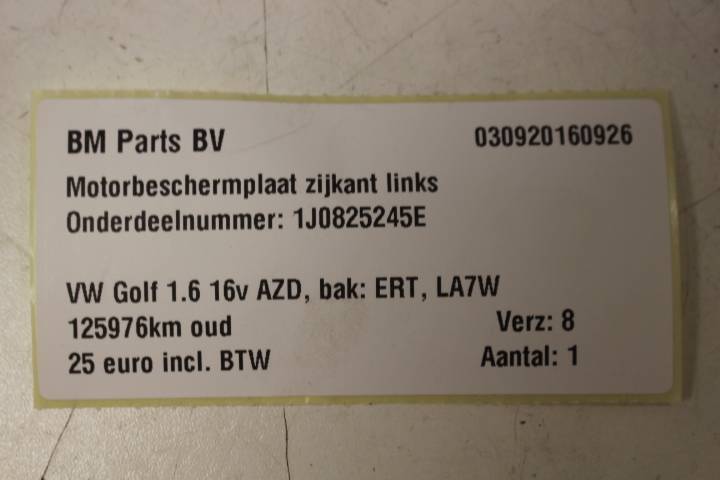 BM Parts BV 030920160926
Motorbeschermplaat zijkant links
Onderdeelnummer: 1J0825245E
VW Golf 1.6 16v AZD, bak: ERT, LA7W
125976km oud Verz: 8
25 euro incl. BTW Aantal: 1